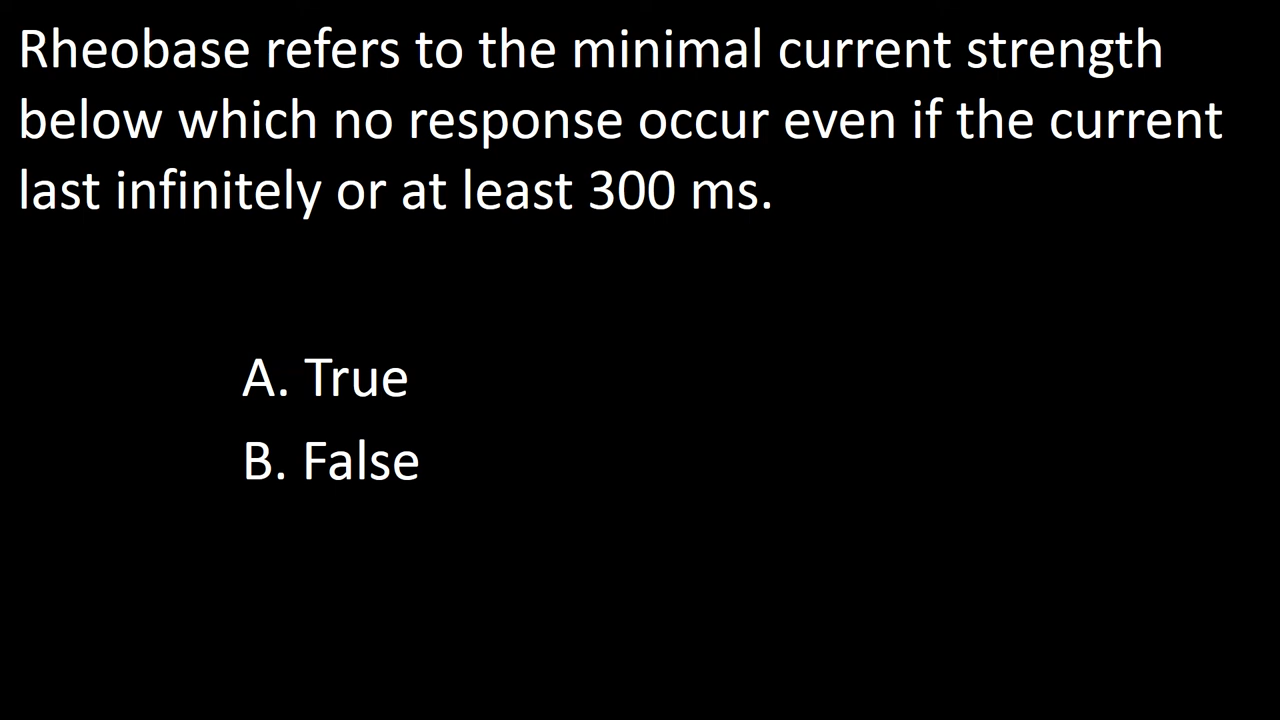 Rheobase refers to the minimal current strength
below which no response occur even if the current
last infinitely or at least 300 ms.
A. True
B. False